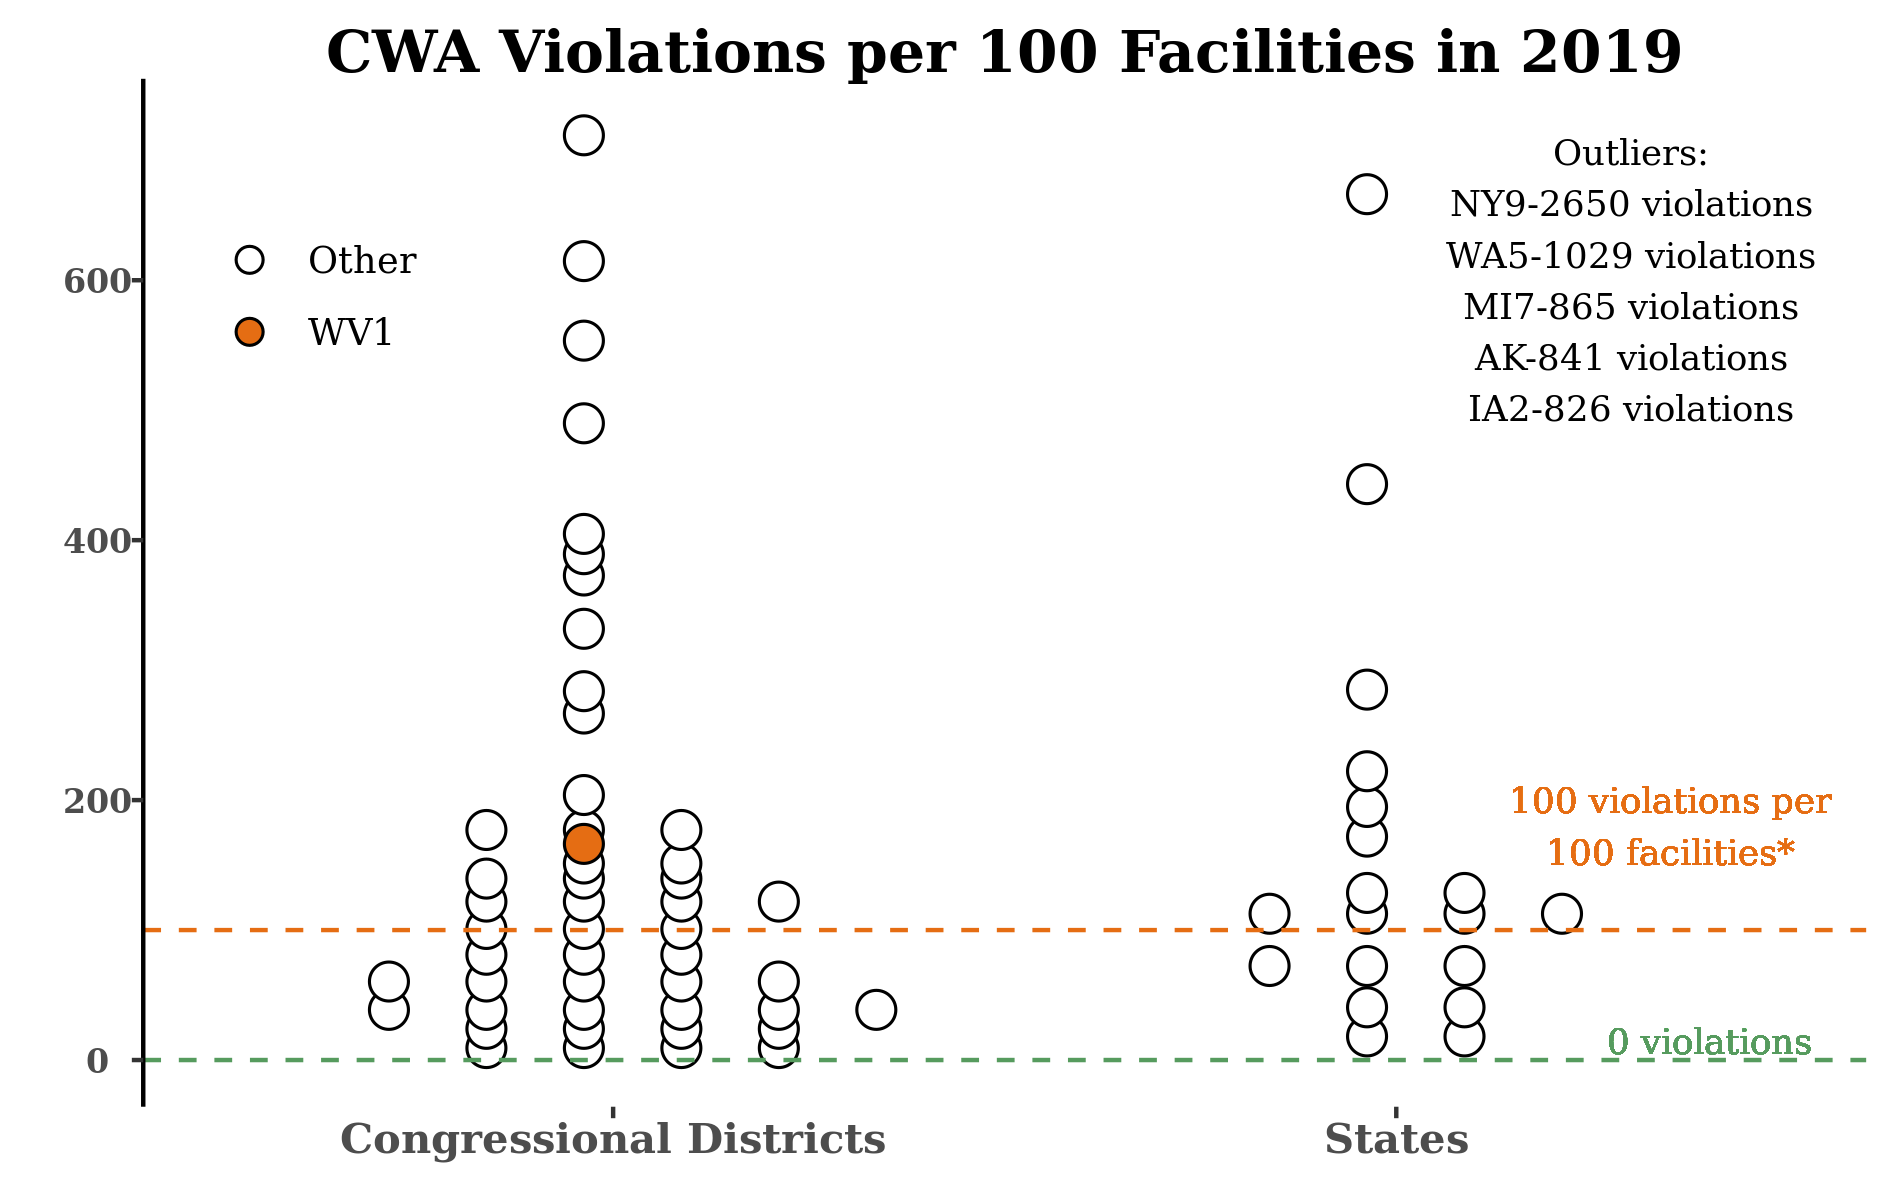 CWA Violations per 100 Facilities in 2019
Outliers:
NY9-2650 violations
WA5-1029 violations
MI7-865 violations
AK-841 violations
IA2-826 violations
Other
WV1
600
400
200
0
100 violations per
100 facilities*
0 violations
Congressional Districts
States